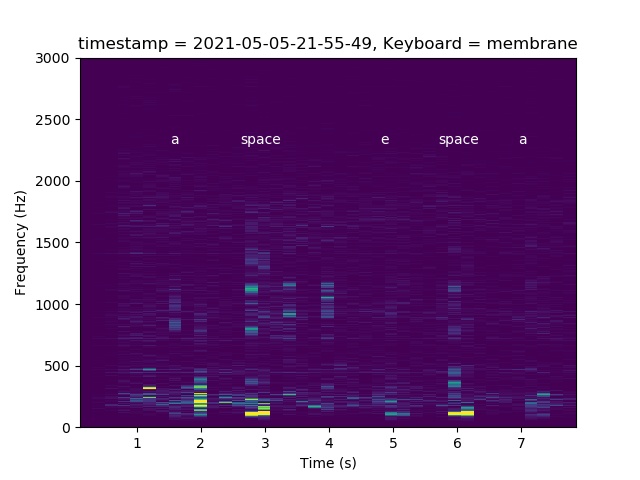 timestamp = 2021-05-05-21-55-49, Keyboard = membrane
3000
2500
a space e space a
2000
1500
1000
500
0
Frequency (Hz)
1 2 3 4 5 6 7
Time (s)